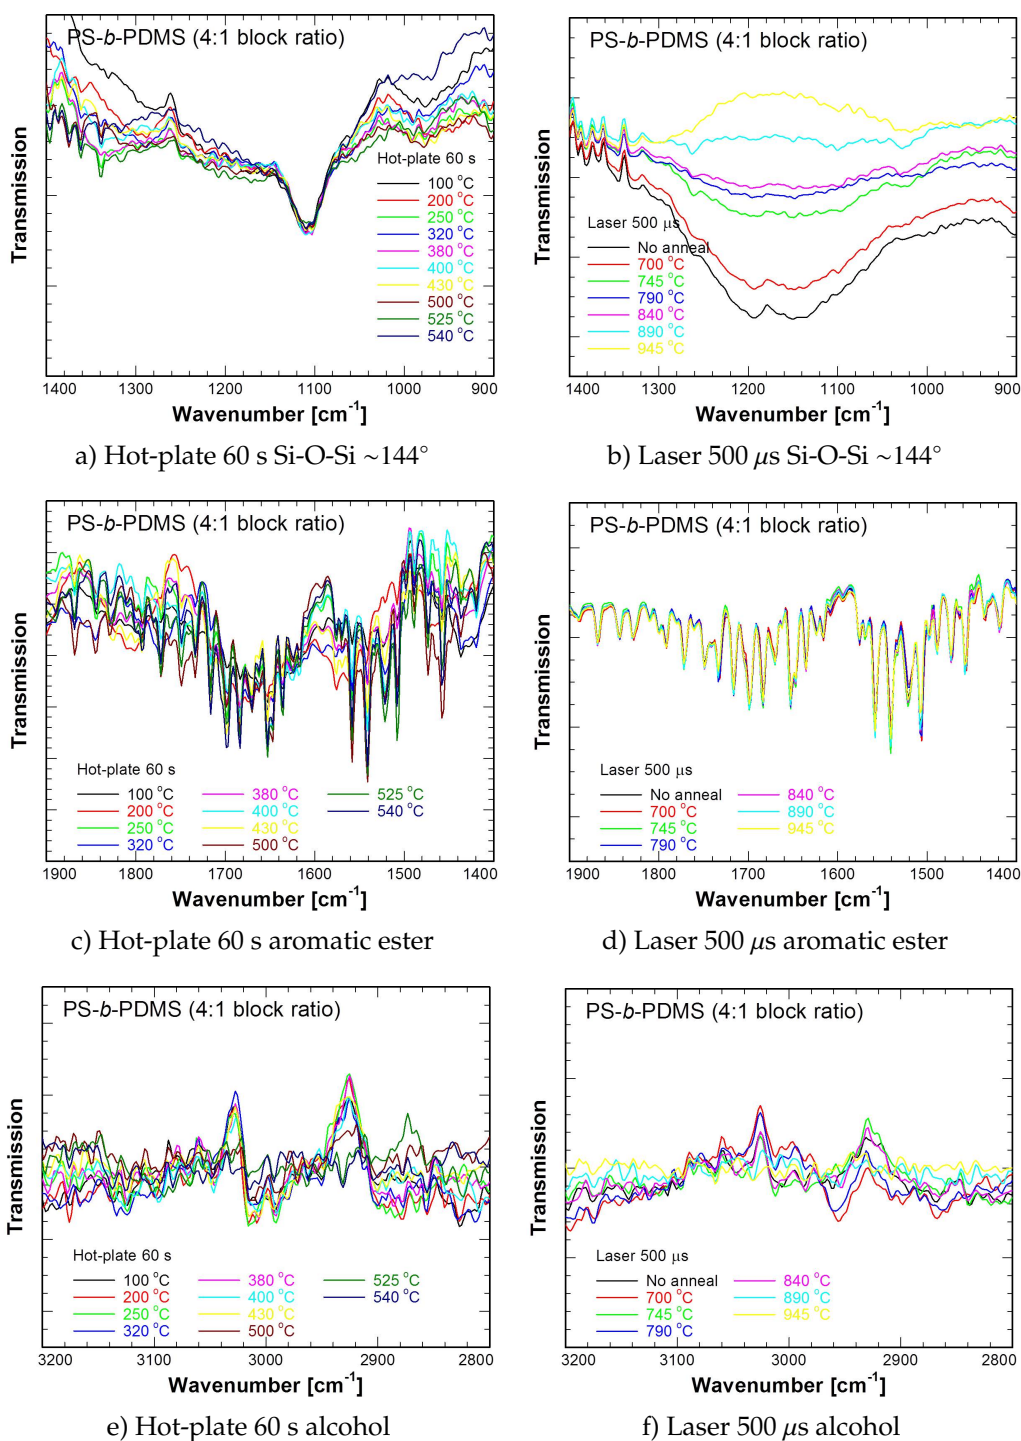 PS-b-PDMS (4:1 block ratio)
Transmission
Hot-plate 60 s
100 °C
200 °C
250 °C
320 °C
380 °C
400 °C
430 °C
500 °C
525 °C
540 °C
1400 1300 1200 1100 1000 900
Wavenumber [cm⁻¹]
a) Hot-plate 60 s Si-O-Si ~144°
PS-b-PDMS (4:1 block ratio)
Transmission
Laser 500 μs
No anneal
700 °C
745 °C
790 °C
840 °C
890 °C
945 °C
1400 1300 1200 1100 1000 900
Wavenumber [cm⁻¹]
b) Laser 500 μs Si-O-Si ~144°
PS-b-PDMS (4:1 block ratio)
Transmission
Hot-plate 60 s
100 °C 380 °C 525 °C
200 °C 400 °C 540 °C
250 °C 430 °C
320 °C 500 °C
1900 1800 1700 1600 1500 1400
Wavenumber [cm⁻¹]
c) Hot-plate 60 s aromatic ester
PS-b-PDMS (4:1 block ratio)
Transmission
Laser 500 μs
No anneal 840 °C
700 °C 890 °C
745 °C 945 °C
790 °C
1900 1800 1700 1600 1500 1400
Wavenumber [cm⁻¹]
d) Laser 500 μs aromatic ester
PS-b-PDMS (4:1 block ratio)
Transmission
Hot-plate 60 s
100 °C 380 °C 525 °C
200 °C 400 °C 540 °C
250 °C 430 °C
320 °C 500 °C
3200 3100 3000 2900 2800
Wavenumber [cm⁻¹]
e) Hot-plate 60 s alcohol
PS-b-PDMS (4:1 block ratio)
Transmission
Laser 500 μs
No anneal 840 °C
700 °C 890 °C
745 °C 945 °C
790 °C
3200 3100 3000 2900 2800
Wavenumber [cm⁻¹]
f) Laser 500 μs alcohol